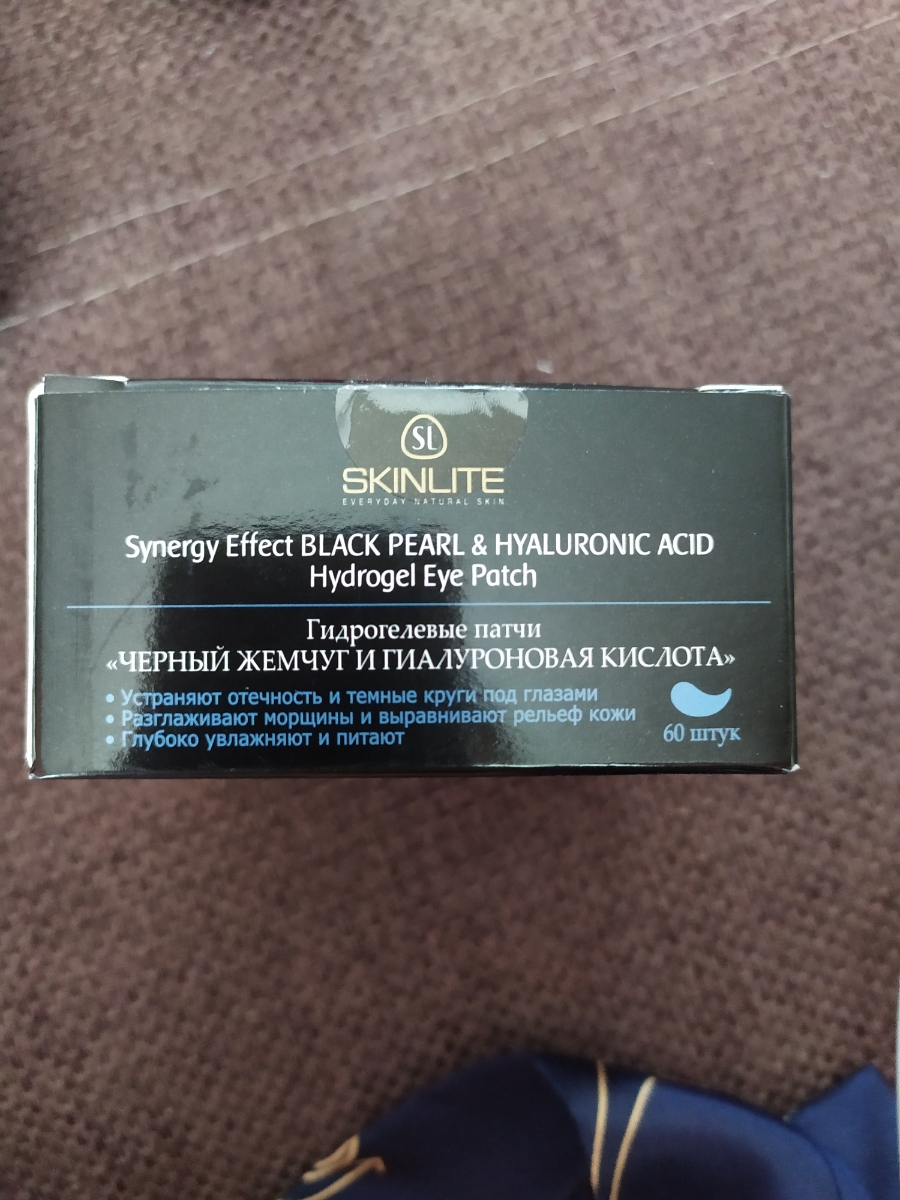 SL
SKINLITE
EVERYDAY NATURAL SKIN
Synergy Effect BLACK PEARL & HYALURONIC ACID
Hydrogel Eye Patch
Гидрогелевые патчи
«ЧЕРНЫЙ ЖЕМЧУГ И ГИАЛУРОНОВАЯ КИСЛОТА»
• Устраняют отечность и темные круги под глазами
• Разглаживают морщины и выравнивают рельеф кожи
• Глубоко увлажняют и питают
60 штук